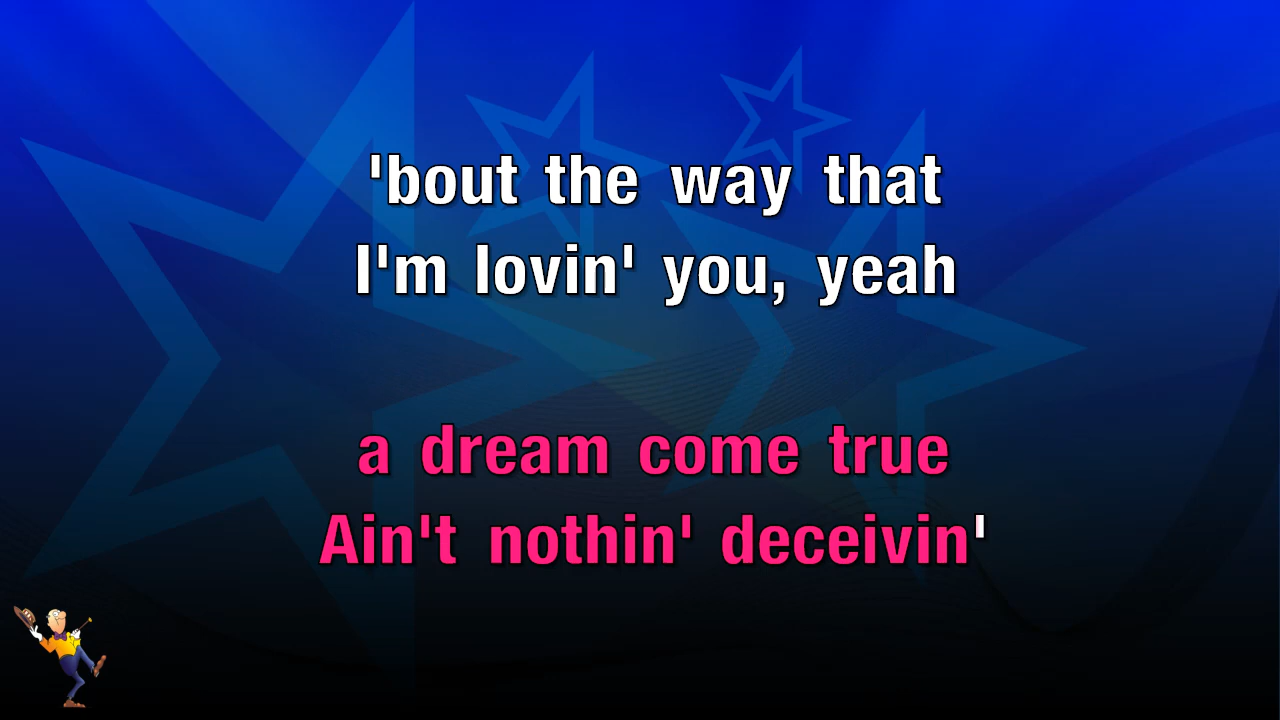 'bout the way that
I'm lovin' you, yeah
a dream come true
Ain't nothin' deceivin'